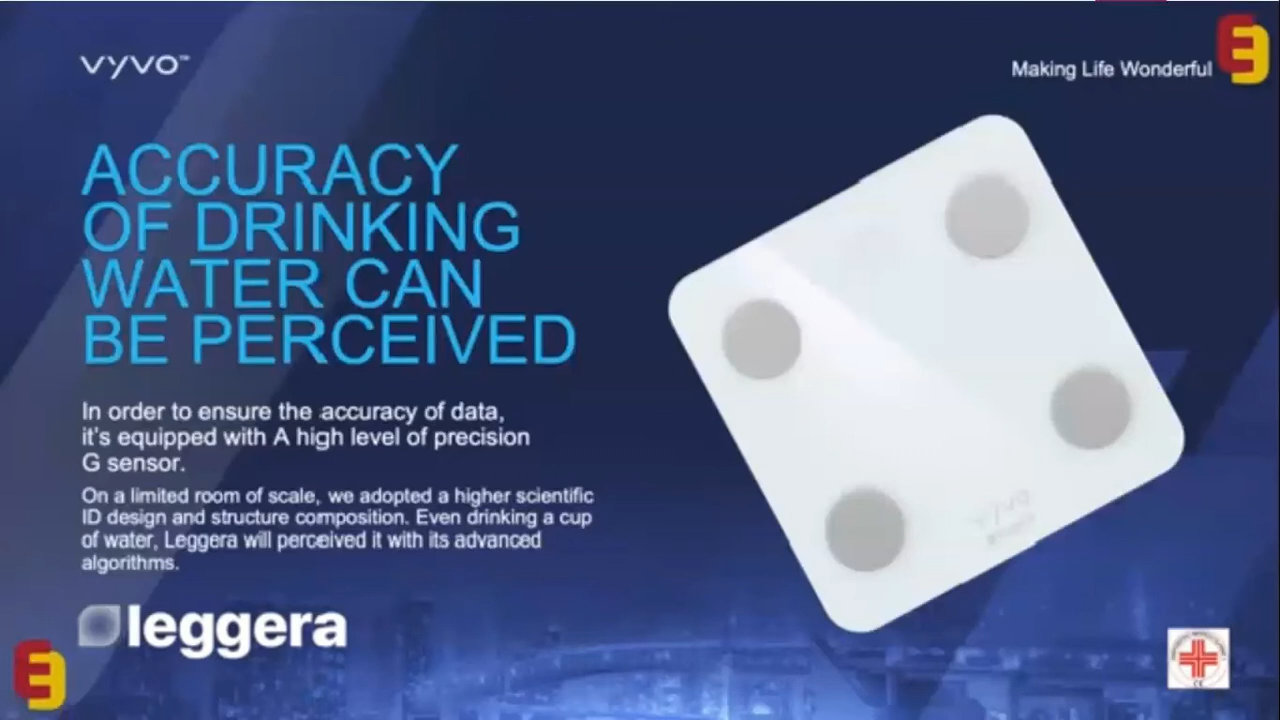 VYVO™
Making Life Wonderful
ACCURACY
OF DRINKING
WATER CAN
BE PERCEIVED
In order to ensure the accuracy of data,
it's equipped with A high level of precision
G sensor.
On a limited room of scale, we adopted a higher scientific
ID design and structure composition. Even drinking a cup
of water, Leggera will perceived it with its advanced
algorithms.
leggera
VYVO
CE